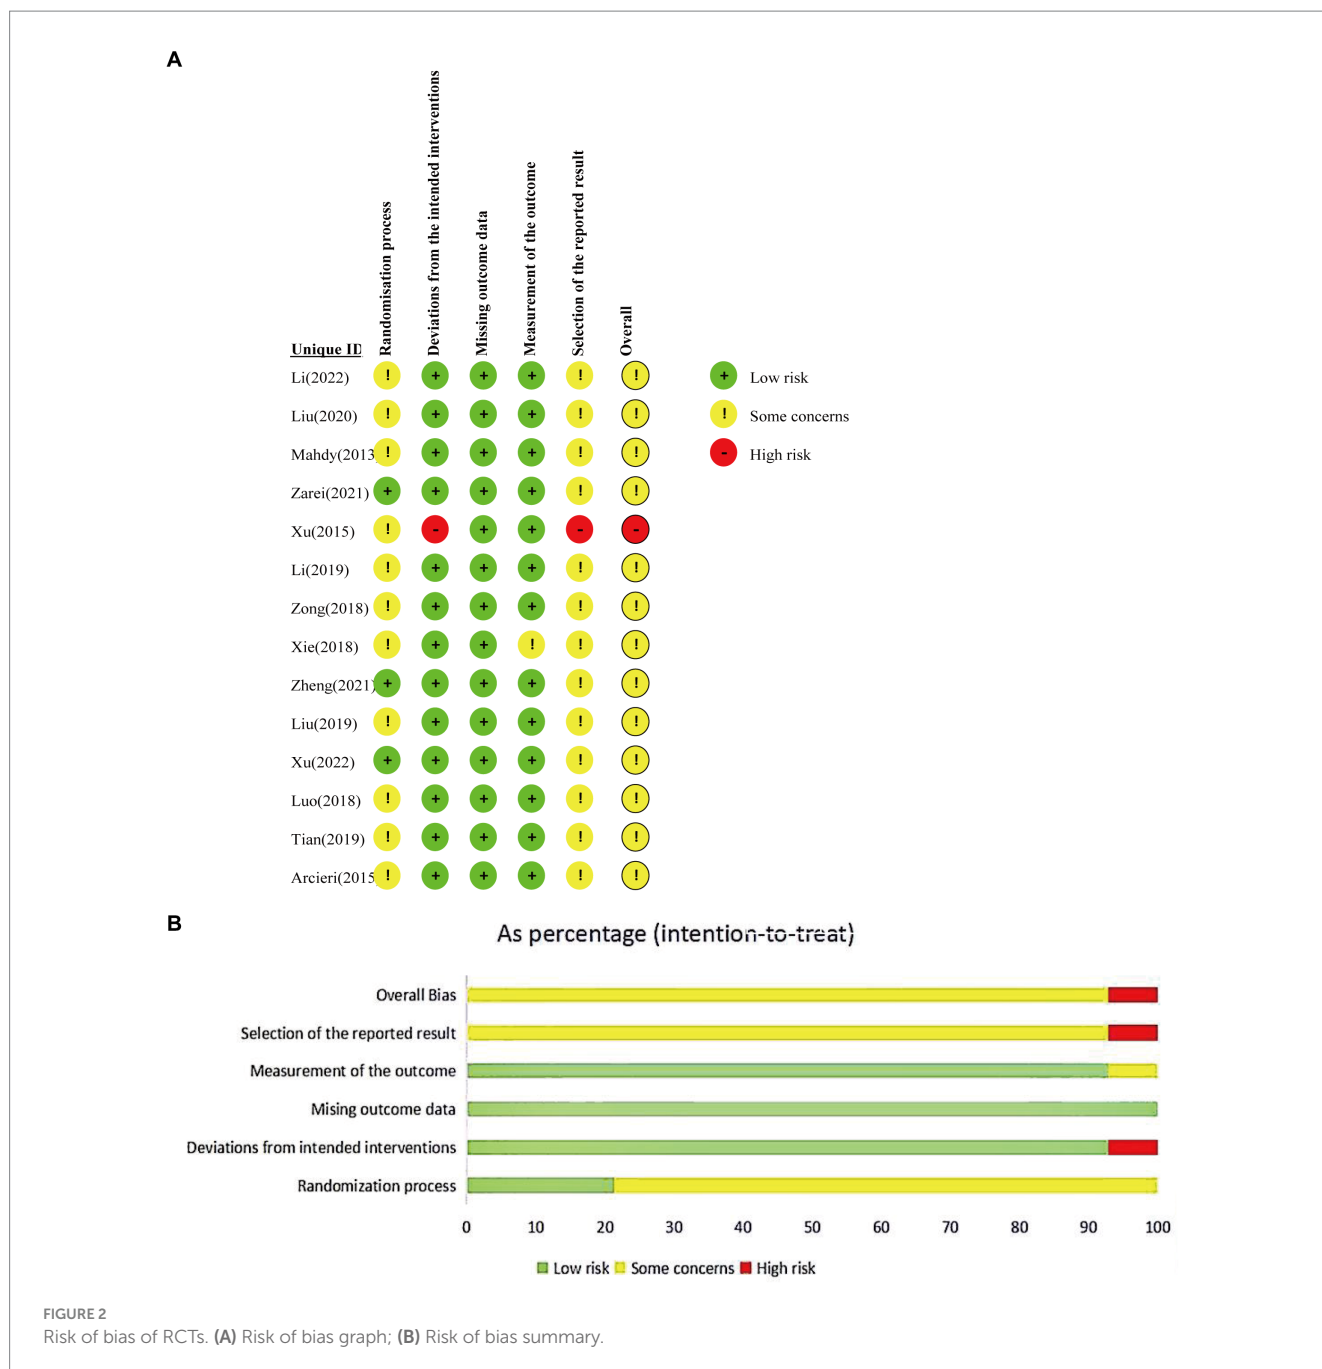 A
Randomisation process
Deviations from the intended interventions
Missing outcome data
Measurement of the outcome
Selection of the reported result
Overall
Unique ID
Li(2022) ! + + + ! !
+ Low risk
Liu(2020) ! + + + ! !
! Some concerns
Mahdy(2013) ! + + + ! !
- High risk
Zarei(2021) + + + + ! !
Xu(2015) ! - + + - -
Li(2019) ! + + + ! !
Zong(2018) ! + + + ! !
Xie(2018) ! + + ! ! !
Zheng(2021) + + + + ! !
Liu(2019) ! + + + ! !
Xu(2022) + + + + ! !
Luo(2018) ! + + + ! !
Tian(2019) ! + + + ! !
Arcieri(2015 ! + + + ! !
B
As percentage (intention-to-treat)
Overall Bias
Selection of the reported result
Measurement of the outcome
Mising outcome data
Deviations from intended interventions
Randomization process
0 10 20 30 40 50 60 70 80 90 100
Low risk Some concerns High risk
FIGURE 2
Risk of bias of RCTs. (A) Risk of bias graph; (B) Risk of bias summary.